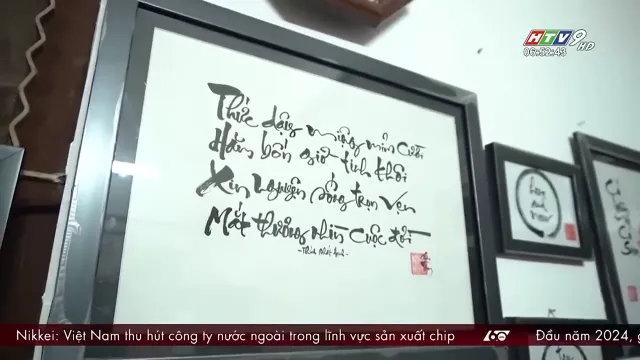 HTV9 HD
06:52:43
Thức dậy miệng mỉm cười
Hăm bốn giờ tinh khôi
Xin nguyện sống trọn vẹn
Mắt thương nhìn cuộc đời
- Thích Nhất Hạnh -
Nikkei: Việt Nam thu hút công ty nước ngoài trong lĩnh vực sản xuất chip
60
Đầu năm 2024,